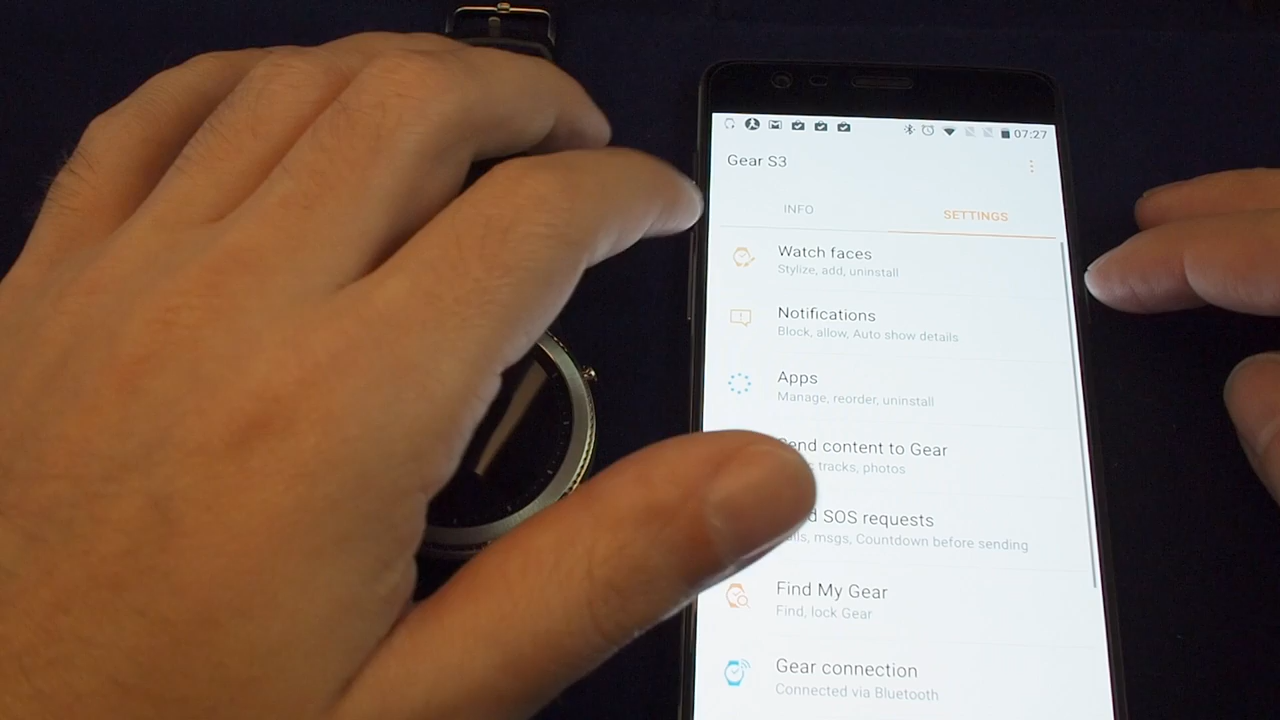 07:27
Gear S3
INFO
SETTINGS
Watch faces
Stylize, add, uninstall
Notifications
Block, allow, Auto show details
Apps
Manage, reorder, uninstall
Send content to Gear
tracks, photos
SOS requests
msgs, Countdown before sending
Find My Gear
Find, lock Gear
Gear connection
Connected via Bluetooth